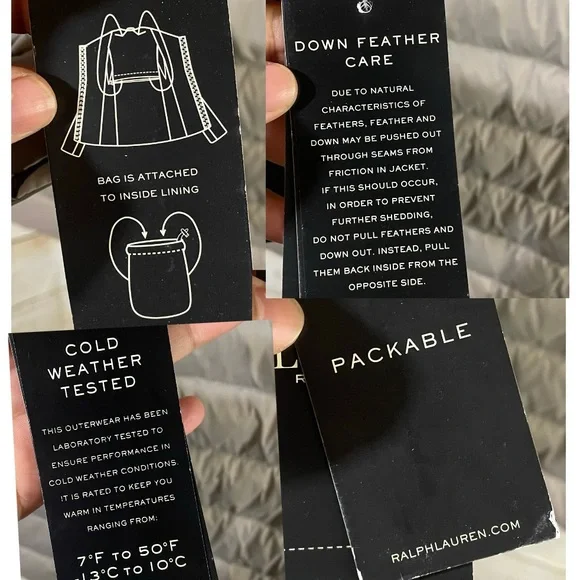 BAG IS ATTACHED
TO INSIDE LINING
DOWN FEATHER
CARE
DUE TO NATURAL
CHARACTERISTICS OF
FEATHERS, FEATHER AND
DOWN MAY BE PUSHED OUT
THROUGH SEAMS FROM
FRICTION IN JACKET.
IF THIS SHOULD OCCUR,
IN ORDER TO PREVENT
FURTHER SHEDDING,
DO NOT PULL FEATHERS AND
DOWN OUT. INSTEAD, PULL
THEM BACK INSIDE FROM THE
OPPOSITE SIDE.
COLD
WEATHER
TESTED
THIS OUTERWEAR HAS BEEN
LABORATORY TESTED TO
ENSURE PERFORMANCE IN
COLD WEATHER CONDITIONS.
IT IS RATED TO KEEP YOU
WARM IN TEMPERATURES
RANGING FROM:
7°F TO 50°F
-13°C TO 10°C
PACKABLE
RALPHLAUREN.COM